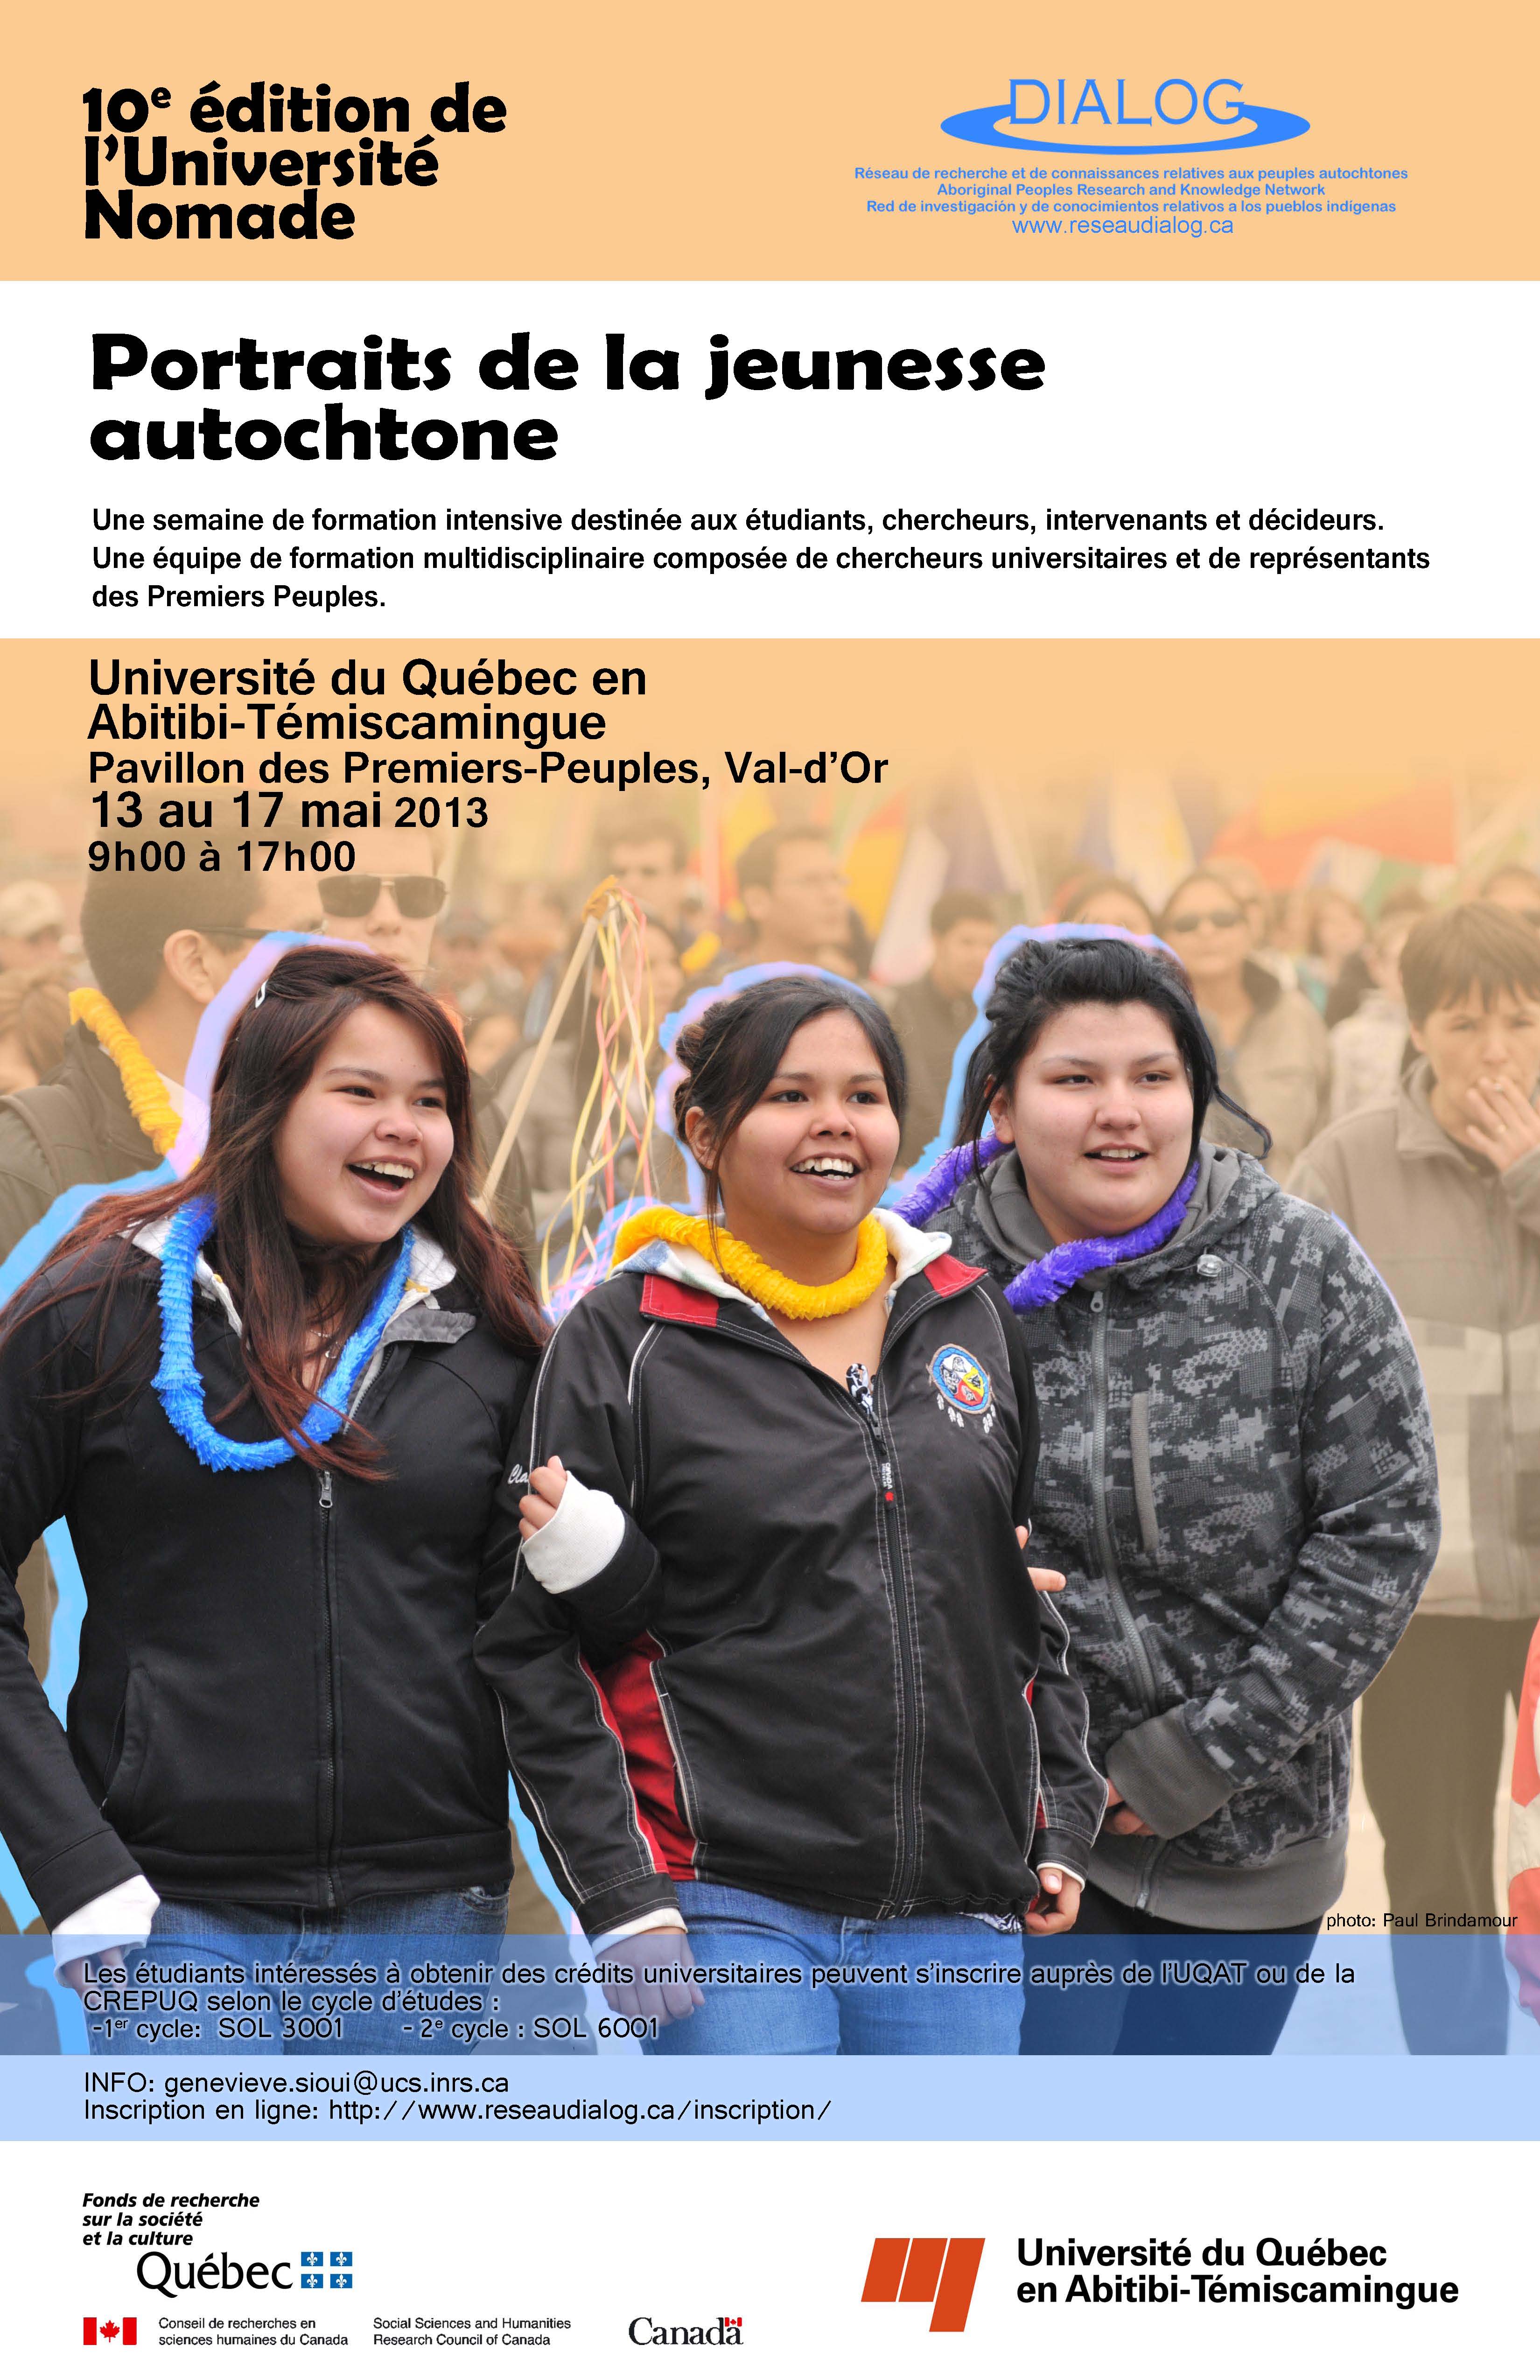 10e édition de
l'Université
Nomade
DIALOG
Réseau de recherche et de connaissances relatives aux peuples autochtones
Aboriginal Peoples Research and Knowledge Network
Red de investigación y de conocimientos relativos a los pueblos indígenas
www.reseaudialog.ca
Portraits de la jeunesse
autochtone
Une semaine de formation intensive destinée aux étudiants, chercheurs, intervenants et décideurs.
Une équipe de formation multidisciplinaire composée de chercheurs universitaires et de représentants
des Premiers Peuples.
Université du Québec en
Abitibi-Témiscamingue
Pavillon des Premiers-Peuples, Val-d'Or
13 au 17 mai 2013
9h00 à 17h00
photo: Paul Brindamour
Les étudiants intéressés à obtenir des crédits universitaires peuvent s'inscrire auprès de l'UQAT ou de la
CREPUQ selon le cycle d'études :
-1er cycle: SOL 3001 - 2e cycle : SOL 6001
INFO: genevieve.sioui@ucs.inrs.ca
Inscription en ligne: http://www.reseaudialog.ca/inscription/
Fonds de recherche
sur la société
et la culture
Québec
Université du Québec
en Abitibi-Témiscamingue
Conseil de recherches en
sciences humaines du Canada
Social Sciences and Humanities
Research Council of Canada
Canada